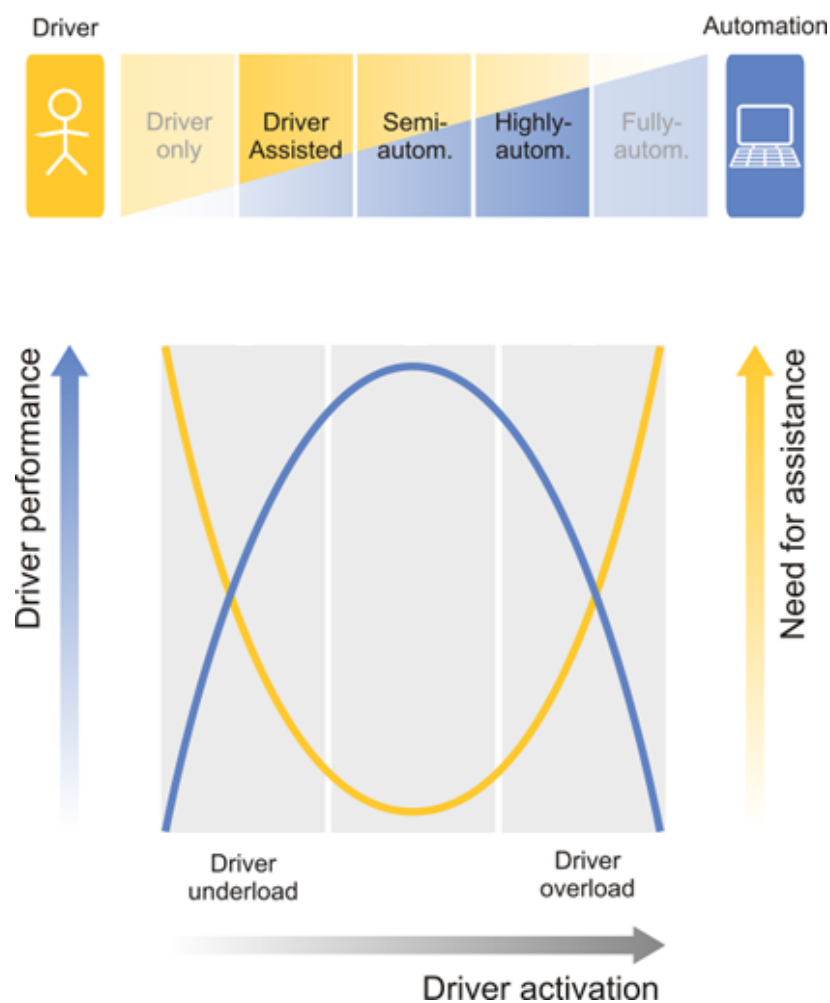 Driver
Automation
Driver only
Driver Assisted
Semi-autom.
Highly-autom.
Fully-autom.
Driver performance
Need for assistance
Driver underload
Driver overload
Driver activation